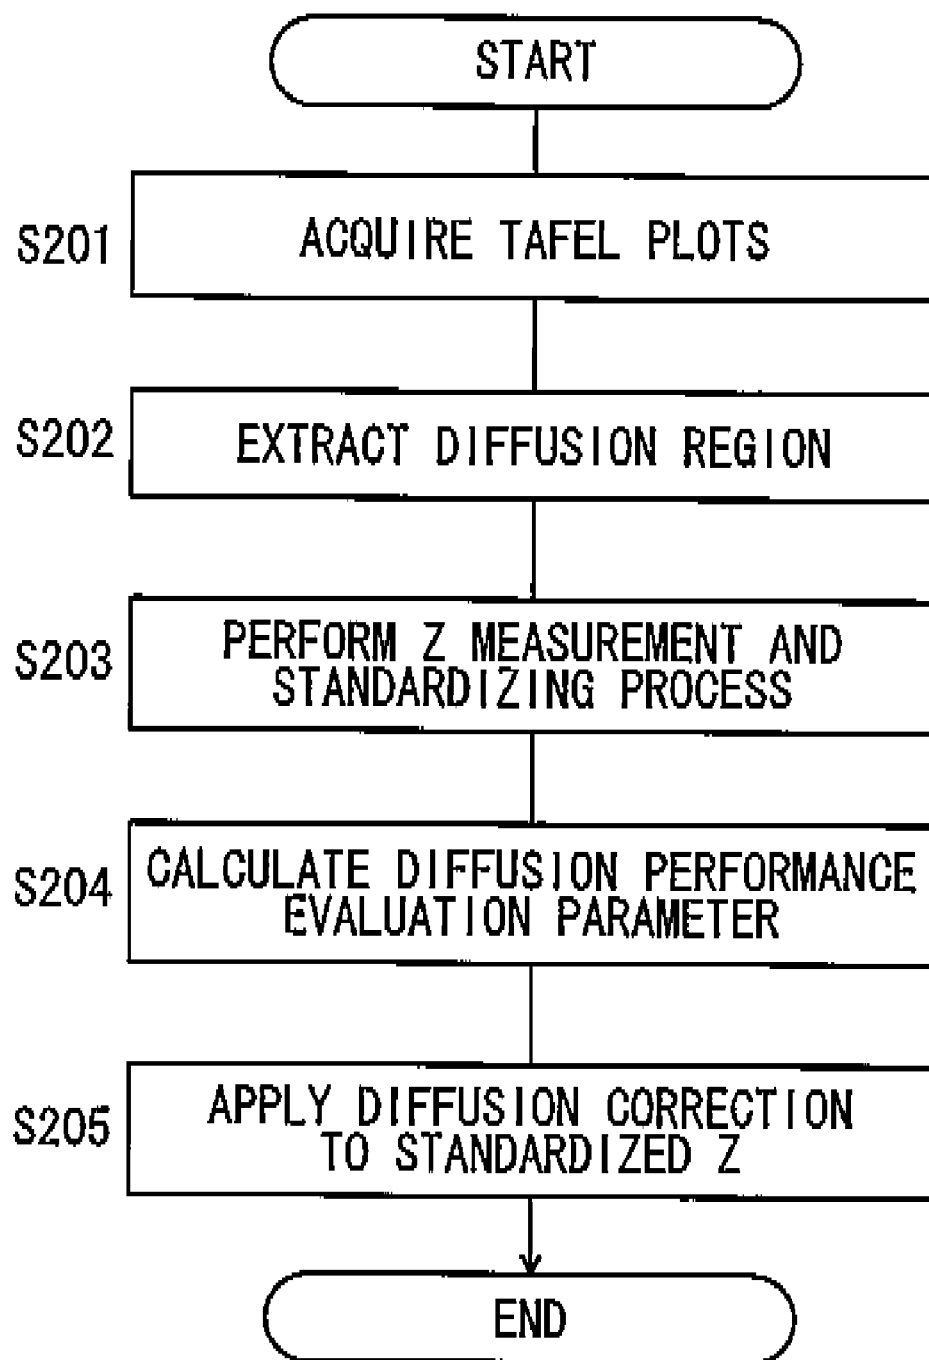 START
S201
ACQUIRE TAFEL PLOTS
S202
EXTRACT DIFFUSION REGION
S203
PERFORM Z MEASUREMENT AND
STANDARDIZING PROCESS
S204
CALCULATE DIFFUSION PERFORMANCE
EVALUATION PARAMETER
S205
APPLY DIFFUSION CORRECTION
TO STANDARDIZED Z
END